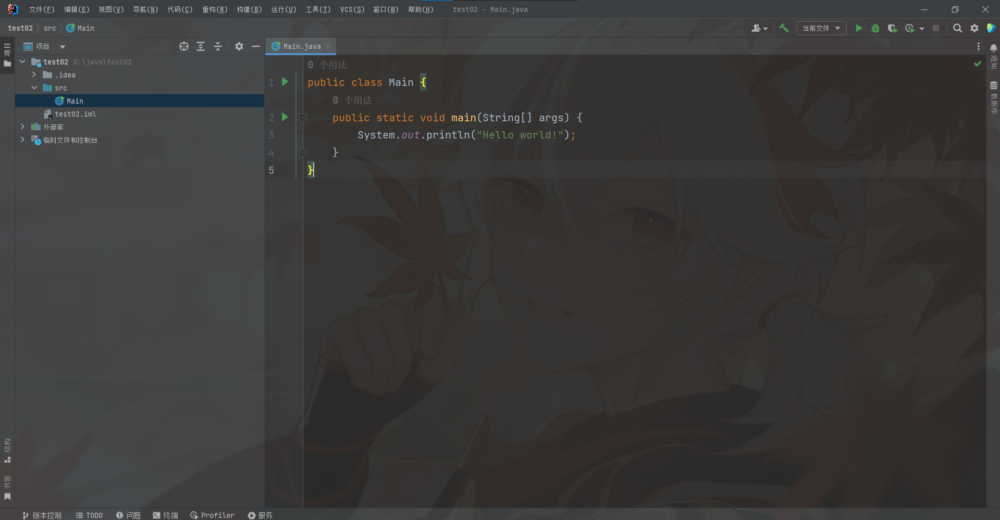 文件(F) 编辑(E) 视图(V) 导航(N) 代码(C) 重构(R) 构建(B) 运行(U) 工具(T) VCS(S) 窗口(W) 帮助(H) test02 - Main.java
test02 src Main 当前文件
项目
项目
Main.java
test02 D:\java\test02
.idea
src
Main
test02.iml
外部库
临时文件和控制台
0 个用法
1 public class Main {
0 个用法
2 public static void main(String[] args) {
3 System.out.println("Hello world!");
4 }
5 }
通知
数据库
结构
书签
版本控制 TODO 问题 终端 Profiler 服务